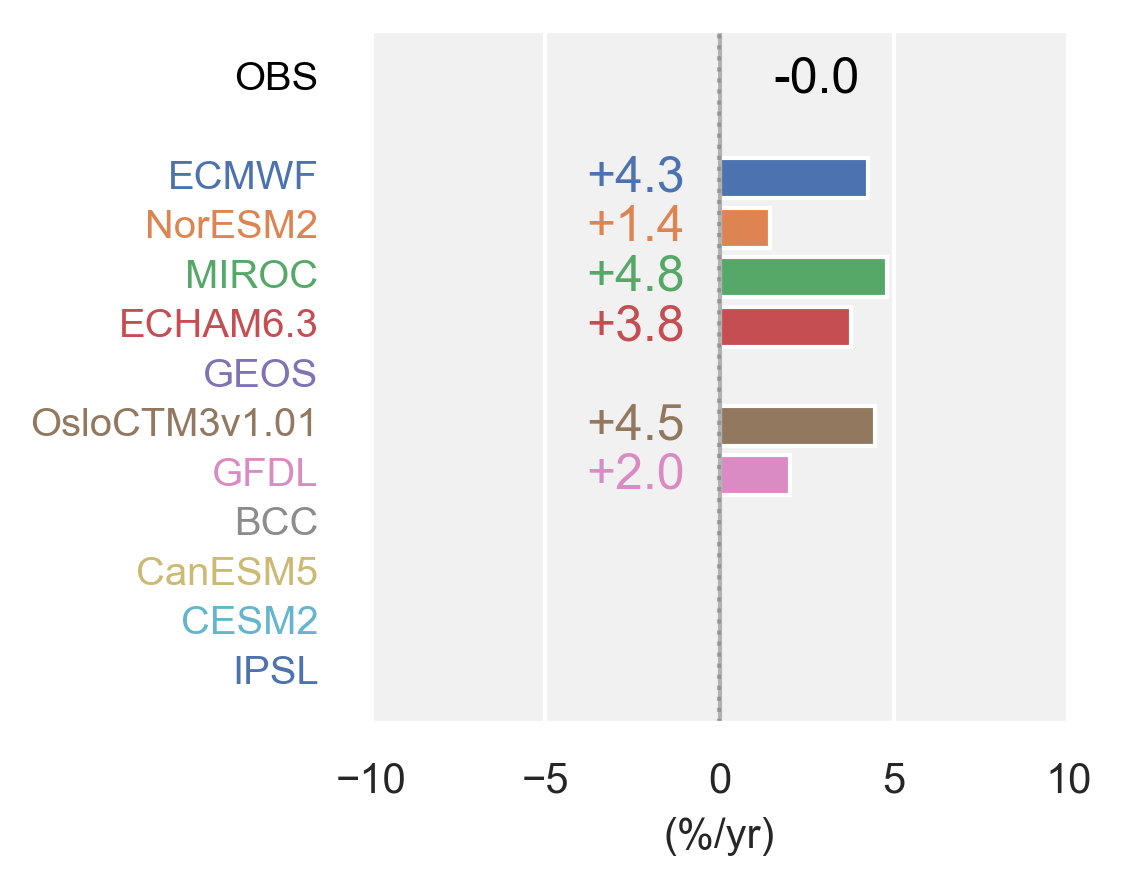 OBS -0.0
ECMWF +4.3
NorESM2 +1.4
MIROC +4.8
ECHAM6.3 +3.8
GEOS
OsloCTM3v1.01 +4.5
GFDL +2.0
BCC
CanESM5
CESM2
IPSL
−10 −5 0 5 10
(%/yr)